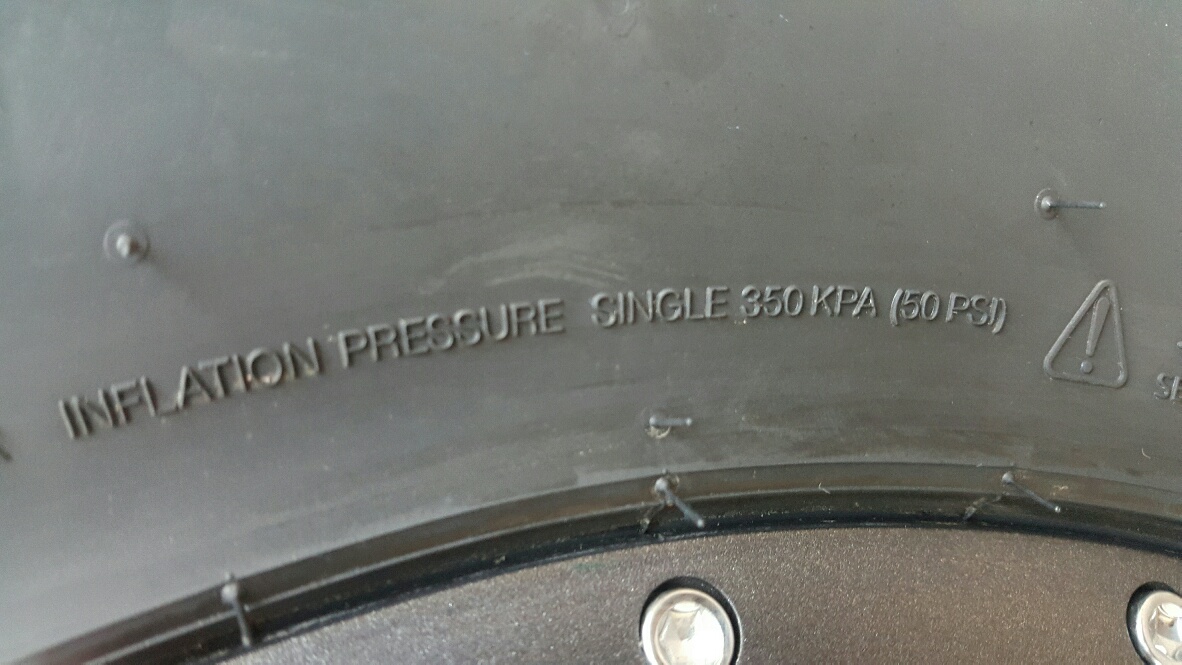 INFLATION PRESSURE SINGLE 350 KPA (50 PSI)